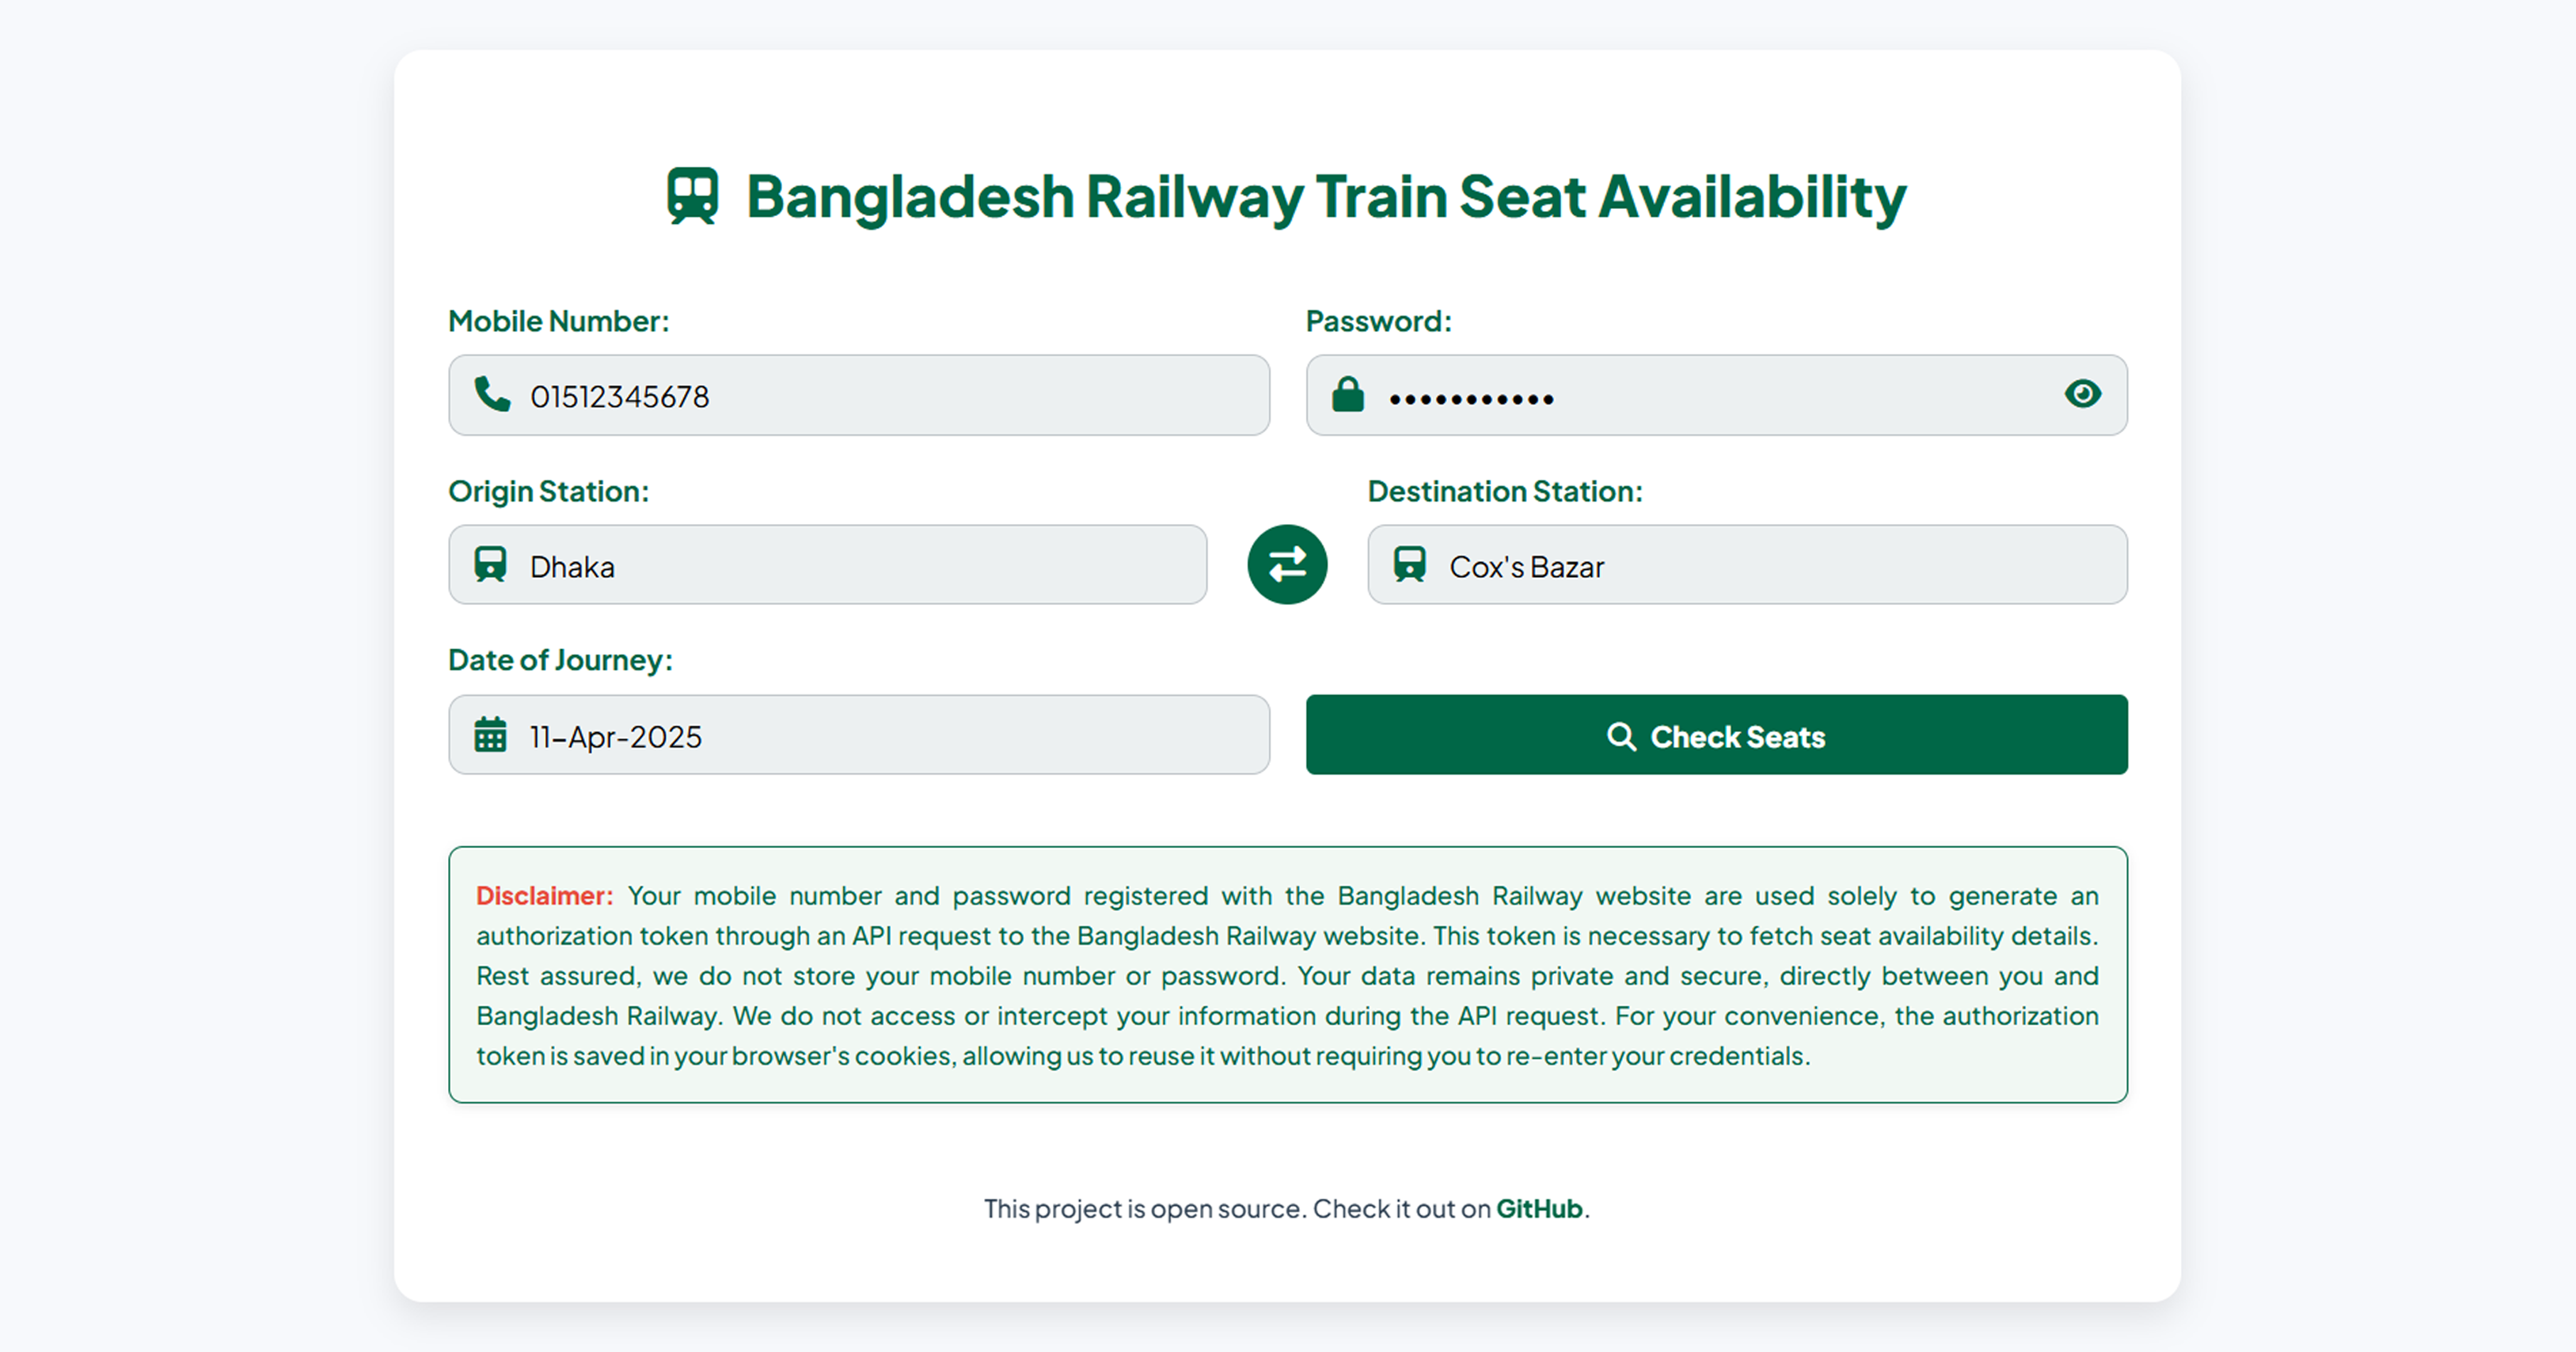 Bangladesh Railway Train Seat Availability
Mobile Number:
Password:
01512345678
•••••••••••
Origin Station:
Destination Station:
Dhaka
Cox's Bazar
Date of Journey:
11-Apr-2025
Check Seats
Disclaimer: Your mobile number and password registered with the Bangladesh Railway website are used solely to generate an
authorization token through an API request to the Bangladesh Railway website. This token is necessary to fetch seat availability details.
Rest assured, we do not store your mobile number or password. Your data remains private and secure, directly between you and
Bangladesh Railway. We do not access or intercept your information during the API request. For your convenience, the authorization
token is saved in your browser's cookies, allowing us to reuse it without requiring you to re-enter your credentials.
This project is open source. Check it out on GitHub.